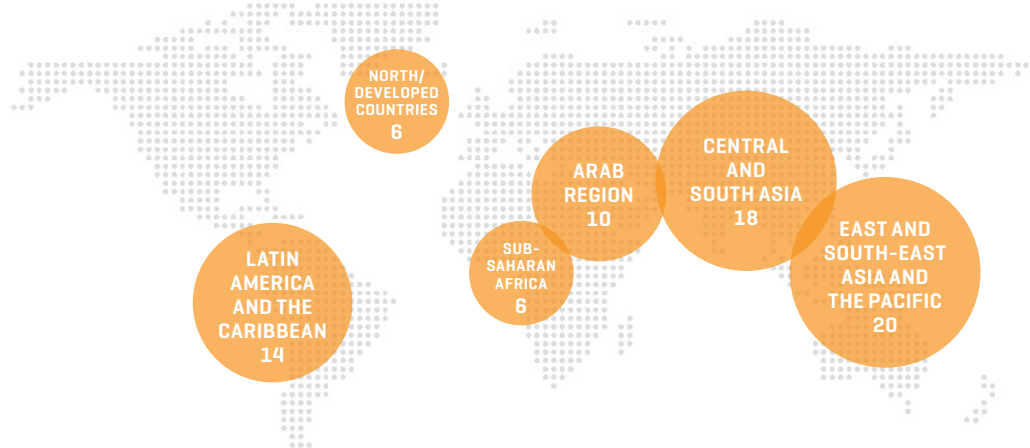 NORTH/
DEVELOPED
COUNTRIES
6
CENTRAL
AND
SOUTH ASIA
18
ARAB
REGION
10
EAST AND
SOUTH-EAST
ASIA AND
THE PACIFIC
20
SUB-
SAHARAN
AFRICA
6
LATIN
AMERICA
AND THE
CARIBBEAN
14